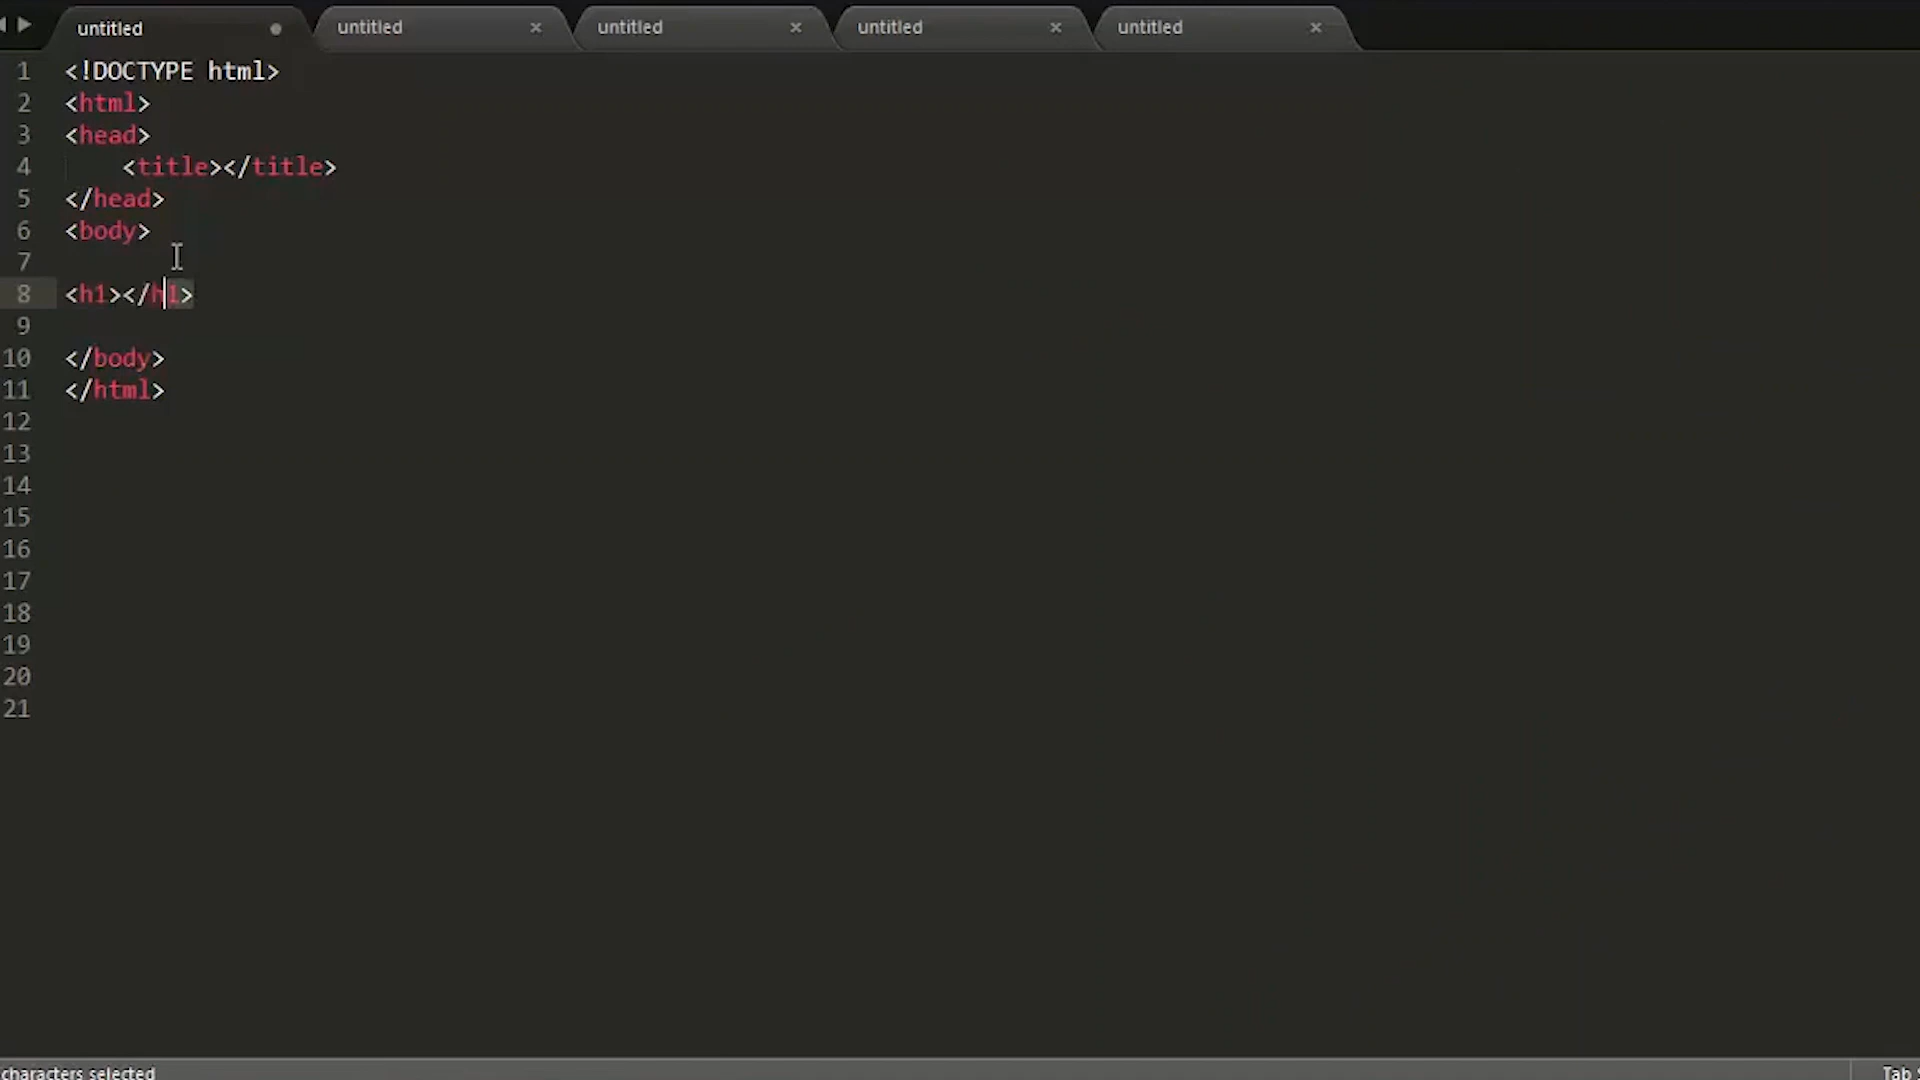 untitled untitled untitled untitled untitled
1 <!DOCTYPE html>
2 <html>
3 <head>
4     <title></title>
5 </head>
6 <body>
7
8 <h1></h1>
9
10 </body>
11 </html>
12
13
14
15
16
17
18
19
20
21
characters selected Tab